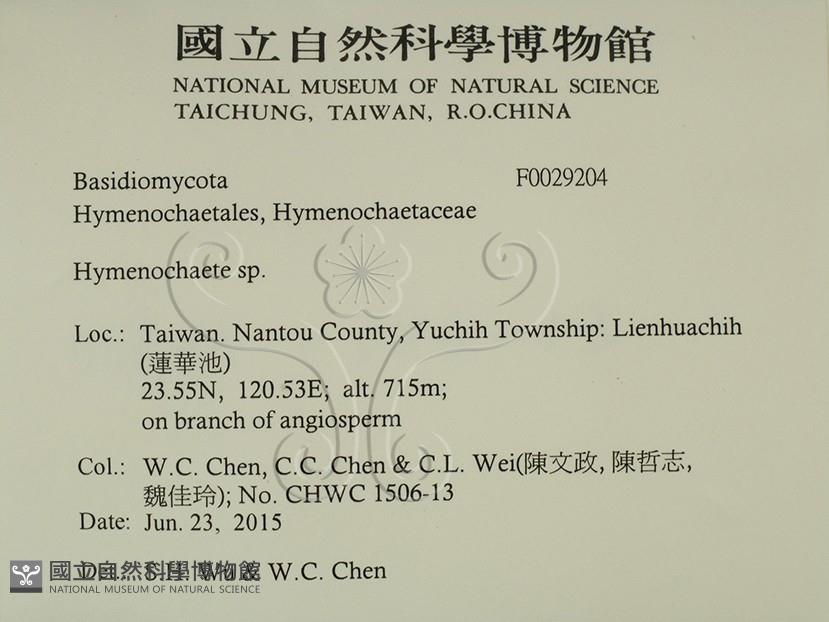 國立自然科學博物館
NATIONAL MUSEUM OF NATURAL SCIENCE
TAICHUNG, TAIWAN, R.O.CHINA
Basidiomycota F0029204
Hymenochaetales, Hymenochaetaceae
Hymenochaete sp.
Loc.: Taiwan. Nantou County, Yuchih Township: Lienhuachih
(蓮華池)
23.55N, 120.53E; alt. 715m;
on branch of angiosperm
Col.: W.C. Chen, C.C. Chen & C.L. Wei(陳文政, 陳哲志,
魏佳玲); No. CHWC 1506-13
Date: Jun. 23, 2015
Det.: S.H. Wu & W.C. Chen
國立自然科學博物館
NATIONAL MUSEUM OF NATURAL SCIENCE